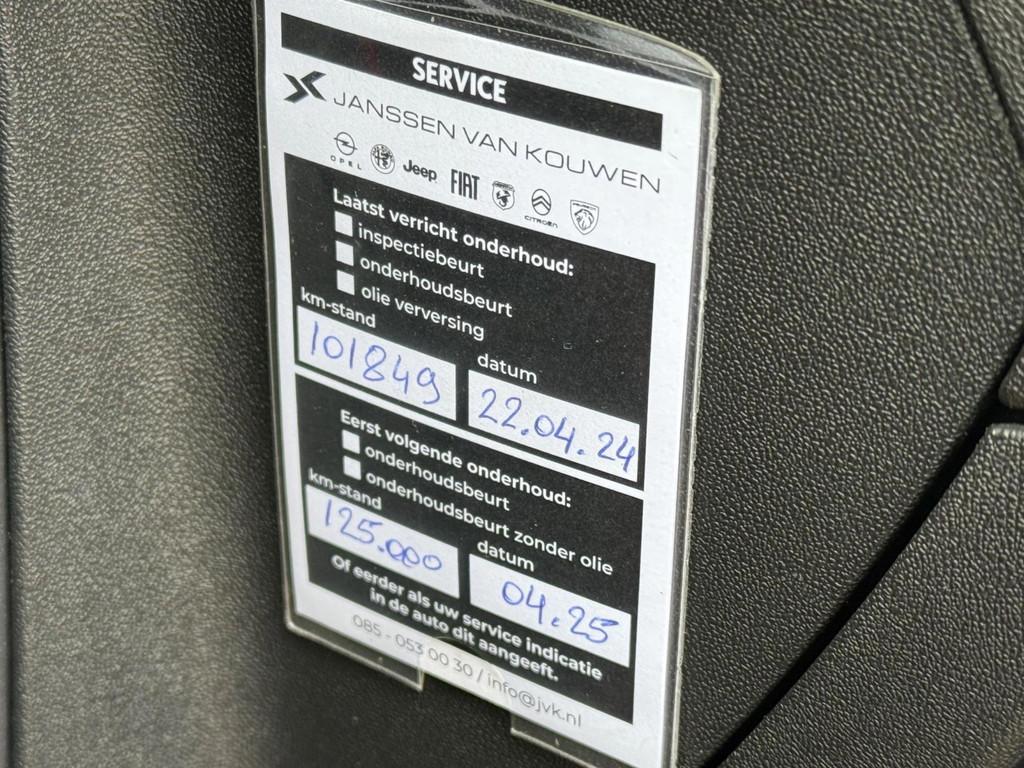 SERVICE
JANSSEN VAN KOUWEN
OPEL Jeep FIAT CITROËN PEUGEOT
Laatst verricht onderhoud:
inspectiebeurt
onderhoudsbeurt
olie verversing
km-stand datum
101849 22.04.24
Eerst volgende onderhoud:
onderhoudsbeurt
onderhoudsbeurt zonder olie
km-stand datum
125.000 04.25
Of eerder als uw service indicatie
in de auto dit aangeeft.
085 - 053 00 30 / info@jvk.nl